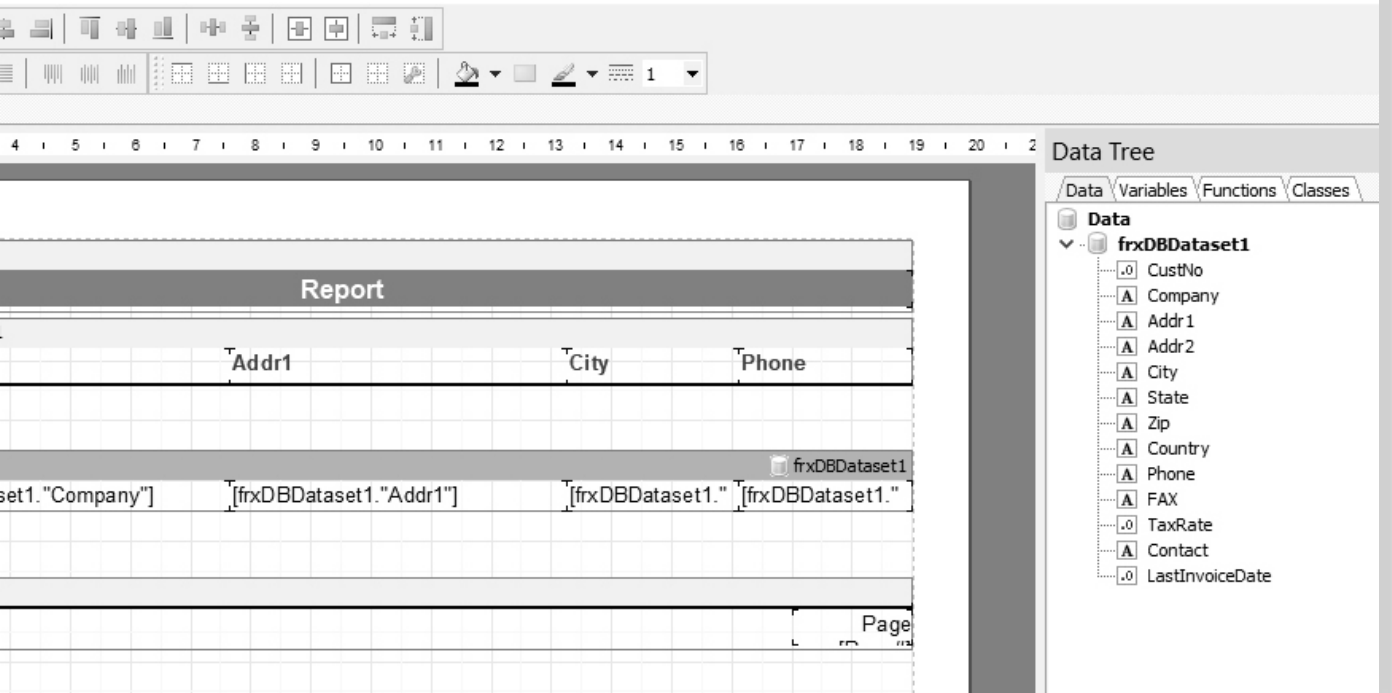 1
4 5 6 7 8 9 10 11 12 13 14 15 16 17 18 19 20
Data Tree
Data Variables Functions Classes
Data
frxDBDataset1
CustNo
Company
Addr1
Addr2
City
State
Zip
Country
Phone
FAX
TaxRate
Contact
LastInvoiceDate
Report
Addr1 City Phone
frxDBDataset1
set1."Company"] [frxDBDataset1."Addr1"] [frxDBDataset1." [frxDBDataset1."
Page